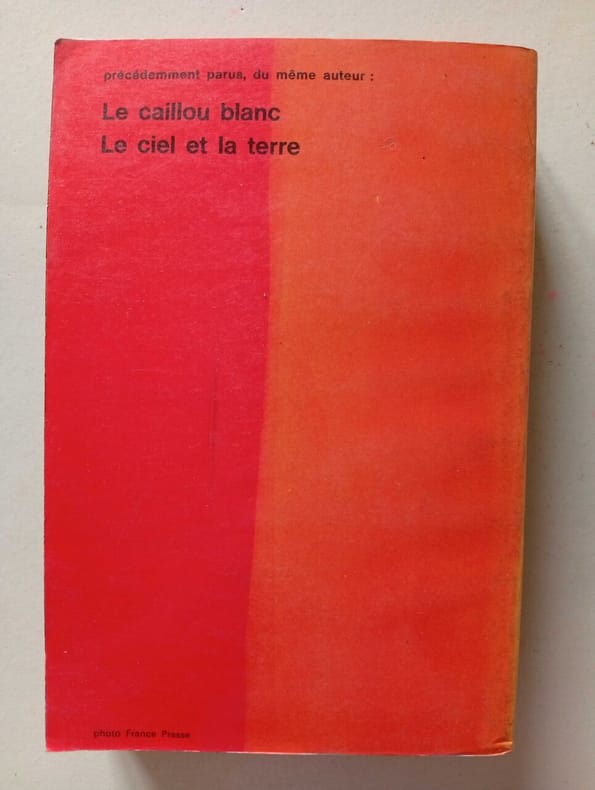 précédemment parus, du même auteur :
Le caillou blanc
Le ciel et la terre
photo France Presse